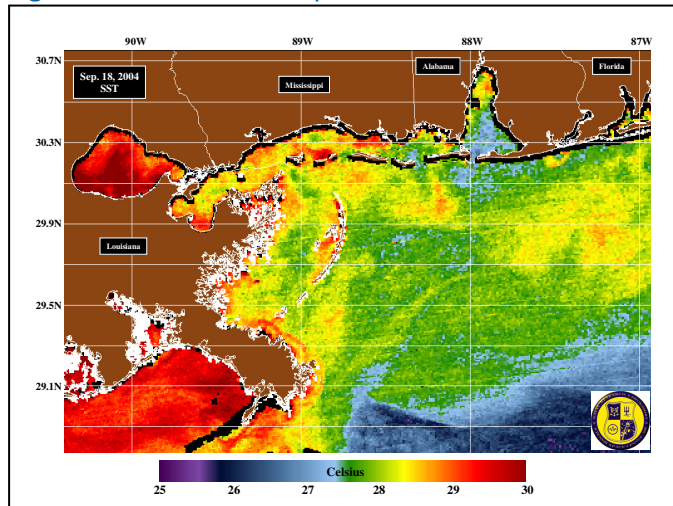 90W 89W 88W 87W
30.7N
Sep. 18, 2004
SST
Mississippi
Alabama
Florida
30.3N
29.9N
Louisiana
29.5N
29.1N
Celsius
25 26 27 28 29 30